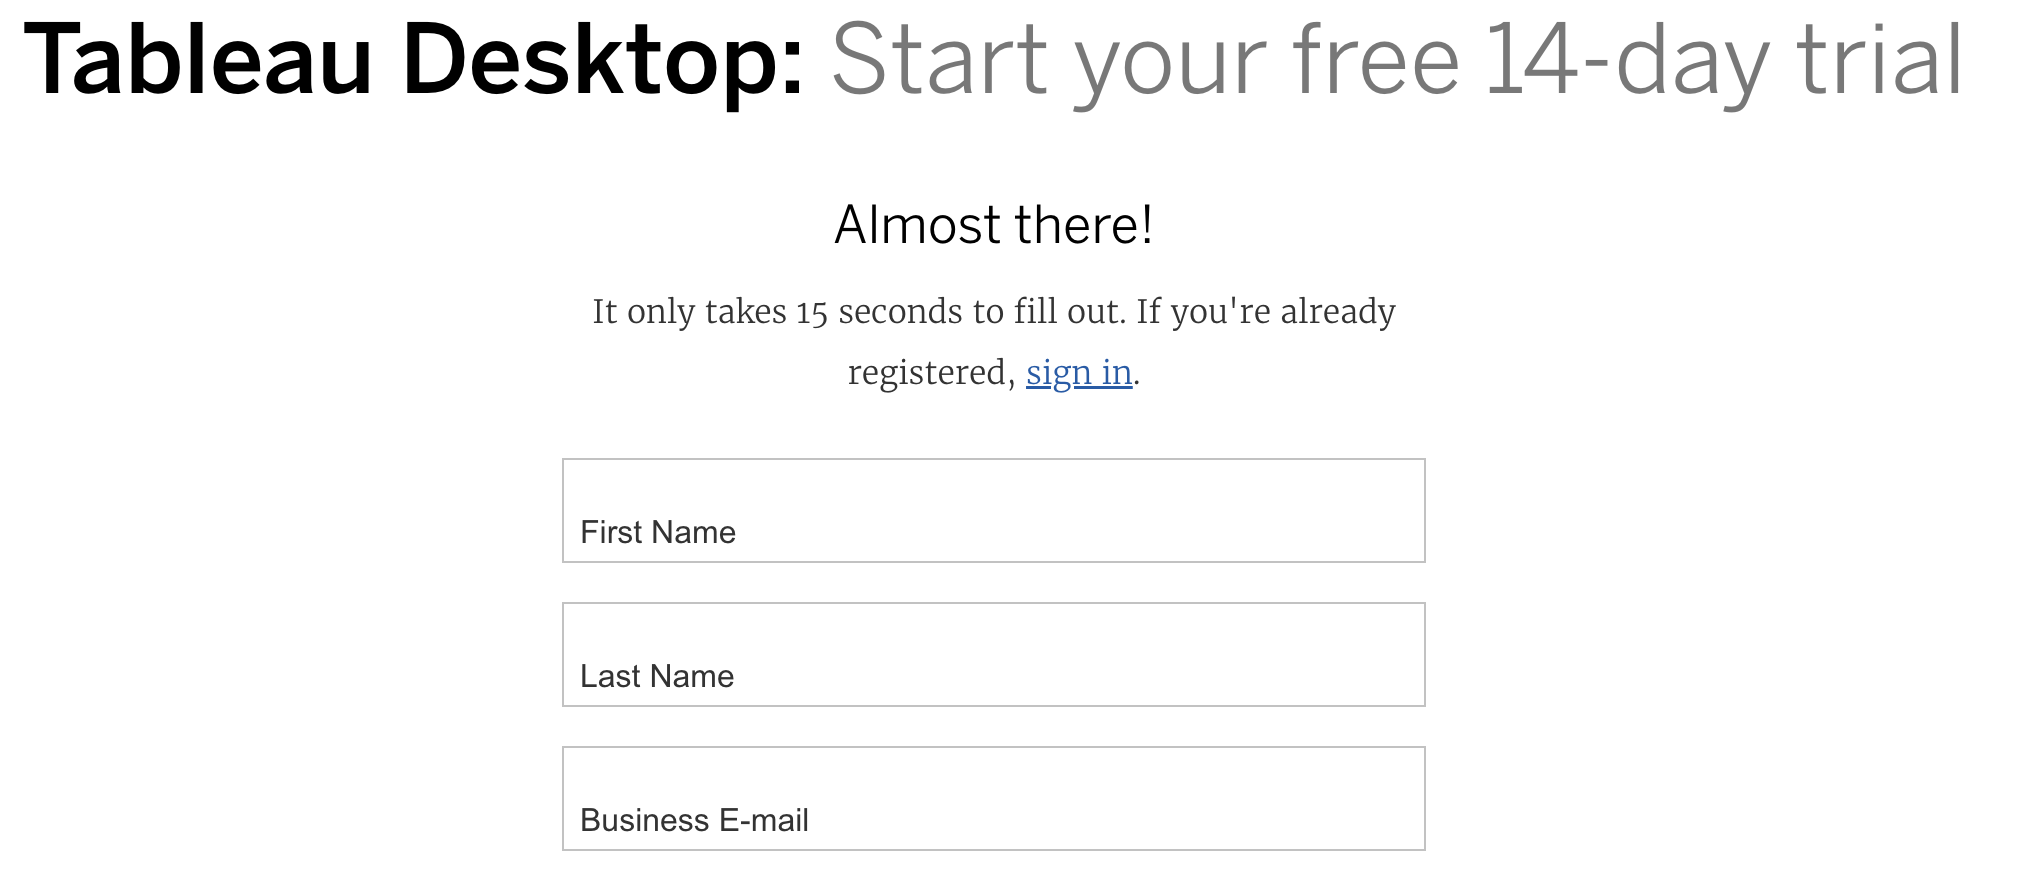 Tableau Desktop: Start your free 14-day trial
Almost there!
It only takes 15 seconds to fill out. If you're already
registered, sign in.
First Name
Last Name
Business E-mail